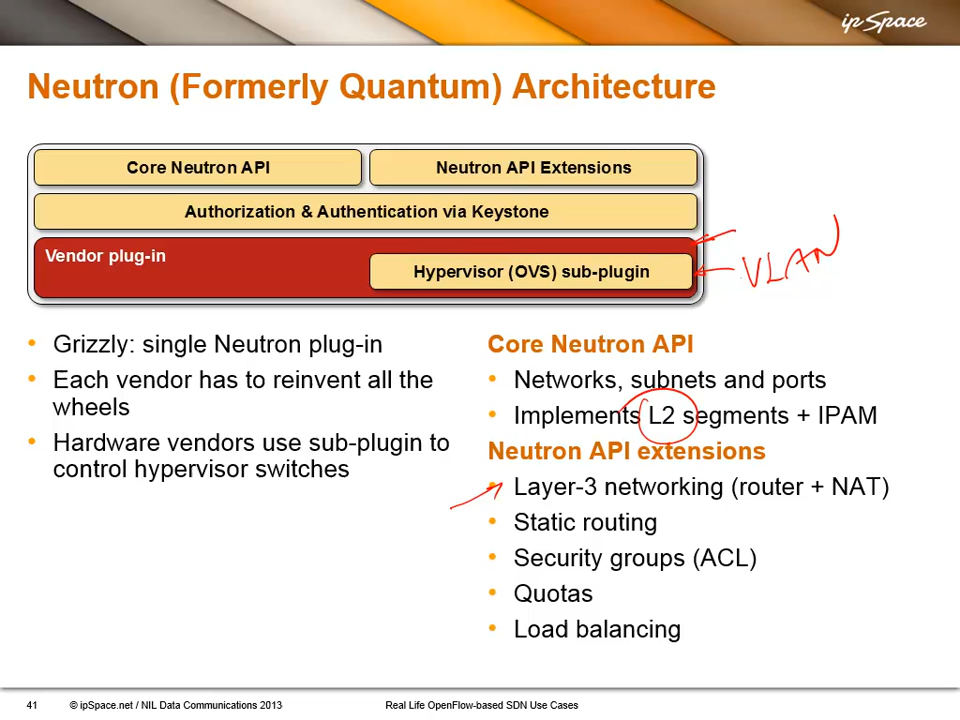 ipSpace
Neutron (Formerly Quantum) Architecture
Core Neutron API
Neutron API Extensions
Authorization & Authentication via Keystone
Vendor plug-in
Hypervisor (OVS) sub-plugin
VLAN
• Grizzly: single Neutron plug-in
• Each vendor has to reinvent all the
wheels
• Hardware vendors use sub-plugin to
control hypervisor switches
Core Neutron API
• Networks, subnets and ports
• Implements L2 segments + IPAM
Neutron API extensions
• Layer-3 networking (router + NAT)
• Static routing
• Security groups (ACL)
• Quotas
• Load balancing
41
© ipSpace.net / NIL Data Communications 2013
Real Life OpenFlow-based SDN Use Cases